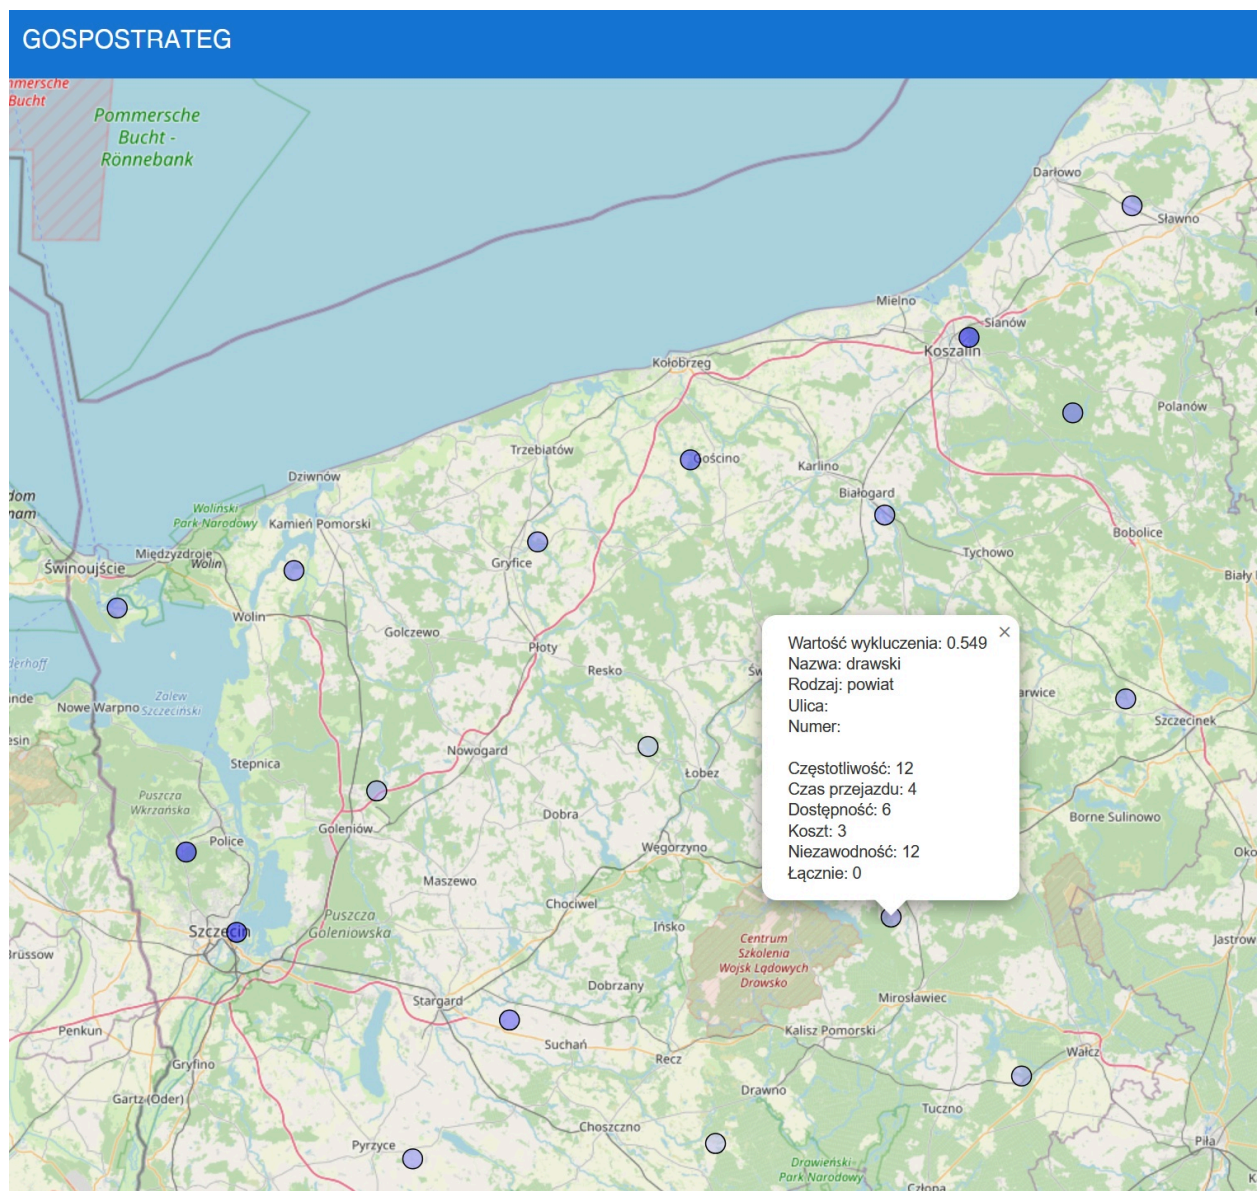 GOSPOSTRATEG
Bucht
Pommersche
Bucht -
Rönnebank
Darłowo
Sławno
Mielno
Sianów
Koszalin
Kołobrzeg
Polanów
Trzebiatów
Gościno
Karlino
Dziwnów
Białogard
Woliński
Park Narodowy
Kamień Pomorski
Bobolice
Międzyzdroje
Wolin
Tychowo
Świnoujście
Gryfice
Biały
Wolin
Golczewo
Płoty
Resko
Zalew
Szczeciński
Nowe Warpno
Szczecinek
Nowogard
Stepnica
Łobez
Puszcza
Wkrzańska
Dobra
Borne Sulinowo
Goleniów
Police
Węgorzyno
Maszewo
Chociwel
Puszcza
Goleniowska
Ińsko
Szczecin
Centrum
Szkolenia
Wojsk Lądowych
Drawsko
Dobrzany
Mirosławiec
Stargard
Penkun
Kalisz Pomorski
Suchań
Recz
Wałcz
Gryfino
Drawno
Gartz (Oder)
Tuczno
Choszczno
Pyrzyce
Piła
Drawieński
Park Narodowy
Człopa
Wartość wykluczenia: 0.549
Nazwa: drawski
Rodzaj: powiat
Ulica:
Numer:
Częstotliwość: 12
Czas przejazdu: 4
Dostępność: 6
Koszt: 3
Niezawodność: 12
Łącznie: 0
×